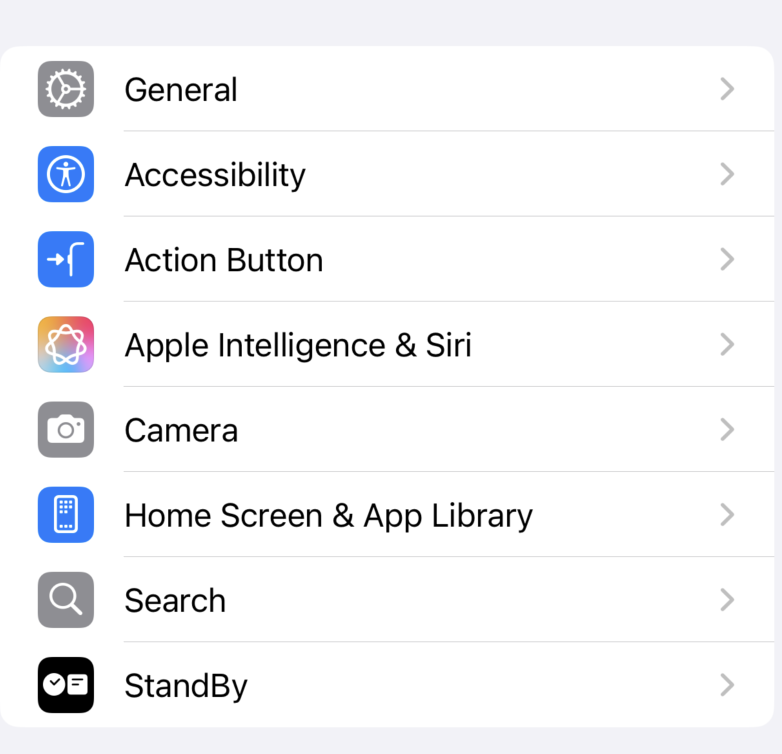 General
Accessibility
Action Button
Apple Intelligence & Siri
Camera
Home Screen & App Library
Search
StandBy